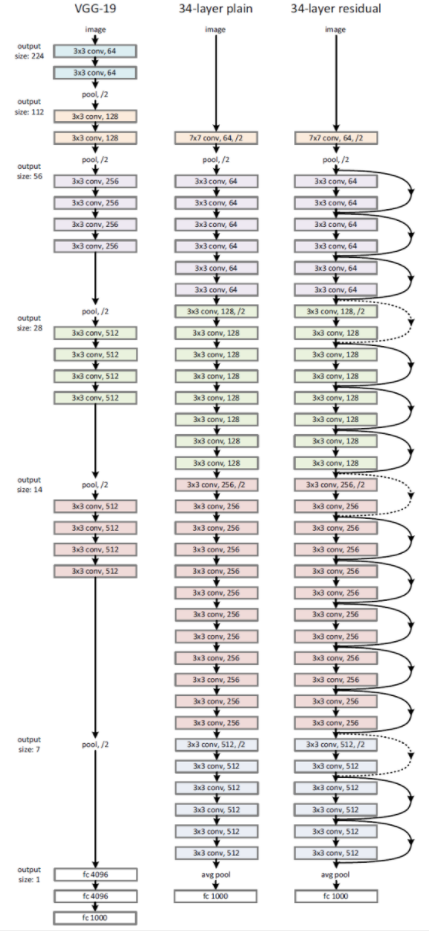 VGG-19
34-layer plain
34-layer residual
output
size: 224
output
size: 112
output
size: 56
output
size: 28
output
size: 14
output
size: 7
output
size: 1
image
3x3 conv, 64
3x3 conv, 64
pool, /2
3x3 conv, 128
3x3 conv, 128
pool, /2
3x3 conv, 256
3x3 conv, 256
3x3 conv, 256
3x3 conv, 256
pool, /2
3x3 conv, 512
3x3 conv, 512
3x3 conv, 512
3x3 conv, 512
pool, /2
3x3 conv, 512
3x3 conv, 512
3x3 conv, 512
3x3 conv, 512
pool, /2
fc 4096
fc 4096
fc 1000
image
7x7 conv, 64, /2
pool, /2
3x3 conv, 64
3x3 conv, 64
3x3 conv, 64
3x3 conv, 64
3x3 conv, 64
3x3 conv, 64
3x3 conv, 128, /2
3x3 conv, 128
3x3 conv, 128
3x3 conv, 128
3x3 conv, 128
3x3 conv, 128
3x3 conv, 128
3x3 conv, 128
3x3 conv, 256, /2
3x3 conv, 256
3x3 conv, 256
3x3 conv, 256
3x3 conv, 256
3x3 conv, 256
3x3 conv, 256
3x3 conv, 256
3x3 conv, 256
3x3 conv, 256
3x3 conv, 256
3x3 conv, 256
3x3 conv, 512, /2
3x3 conv, 512
3x3 conv, 512
3x3 conv, 512
3x3 conv, 512
3x3 conv, 512
avg pool
fc 1000
image
7x7 conv, 64, /2
pool, /2
3x3 conv, 64
3x3 conv, 64
3x3 conv, 64
3x3 conv, 64
3x3 conv, 64
3x3 conv, 64
3x3 conv, 128, /2
3x3 conv, 128
3x3 conv, 128
3x3 conv, 128
3x3 conv, 128
3x3 conv, 128
3x3 conv, 128
3x3 conv, 128
3x3 conv, 256, /2
3x3 conv, 256
3x3 conv, 256
3x3 conv, 256
3x3 conv, 256
3x3 conv, 256
3x3 conv, 256
3x3 conv, 256
3x3 conv, 256
3x3 conv, 256
3x3 conv, 256
3x3 conv, 256
3x3 conv, 512, /2
3x3 conv, 512
3x3 conv, 512
3x3 conv, 512
3x3 conv, 512
3x3 conv, 512
avg pool
fc 1000